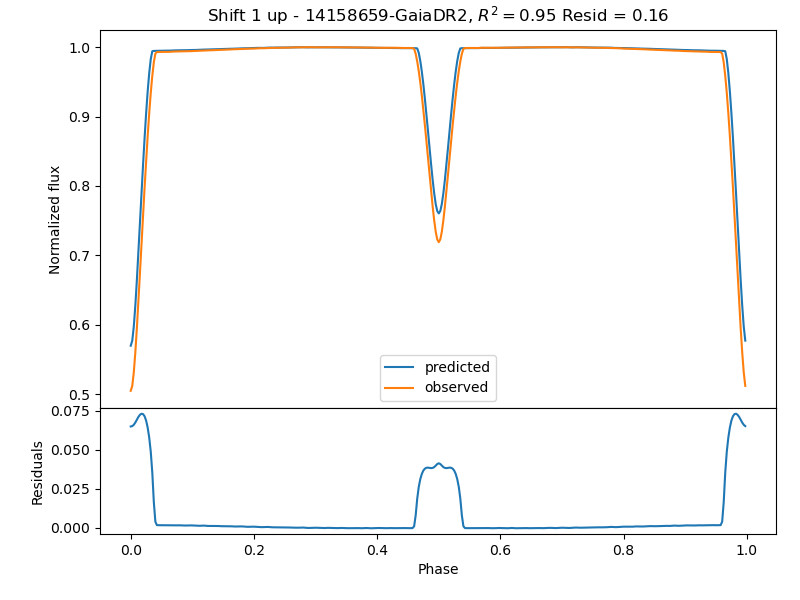 Shift 1 up - 14158659-GaiaDR2, R² = 0.95 Resid = 0.16
1.0
0.9
0.8
0.7
0.6
0.5
Normalized flux
predicted
observed
0.075
0.050
0.025
0.000
Residuals
0.0 0.2 0.4 0.6 0.8 1.0
Phase